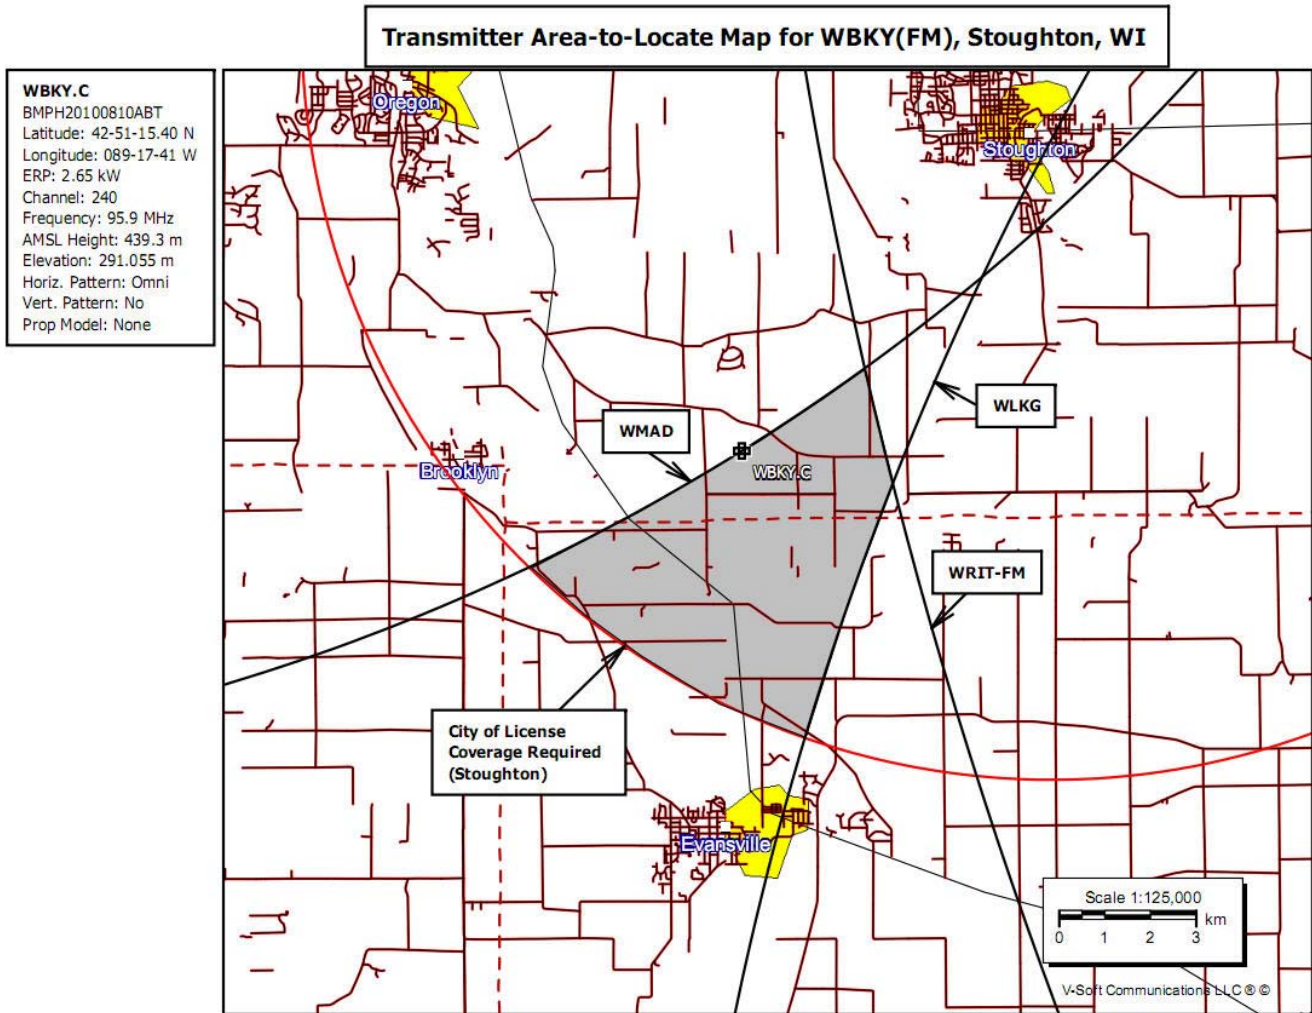 Transmitter Area-to-Locate Map for WBKY(FM), Stoughton, WI
WBKY.C
BMPH20100810ABT
Latitude: 42-51-15.40 N
Longitude: 089-17-41 W
ERP: 2.65 kW
Channel: 240
Frequency: 95.9 MHz
AMSL Height: 439.3 m
Elevation: 291.055 m
Horiz. Pattern: Omni
Vert. Pattern: No
Prop Model: None
Oregon
Stoughton
WLKG
WMAD
Brooklyn
WBKY.C
WRIT-FM
City of License
Coverage Required
(Stoughton)
Evansville
Scale 1:125,000
km
0 1 2 3
V-Soft Communications LLC ® ©